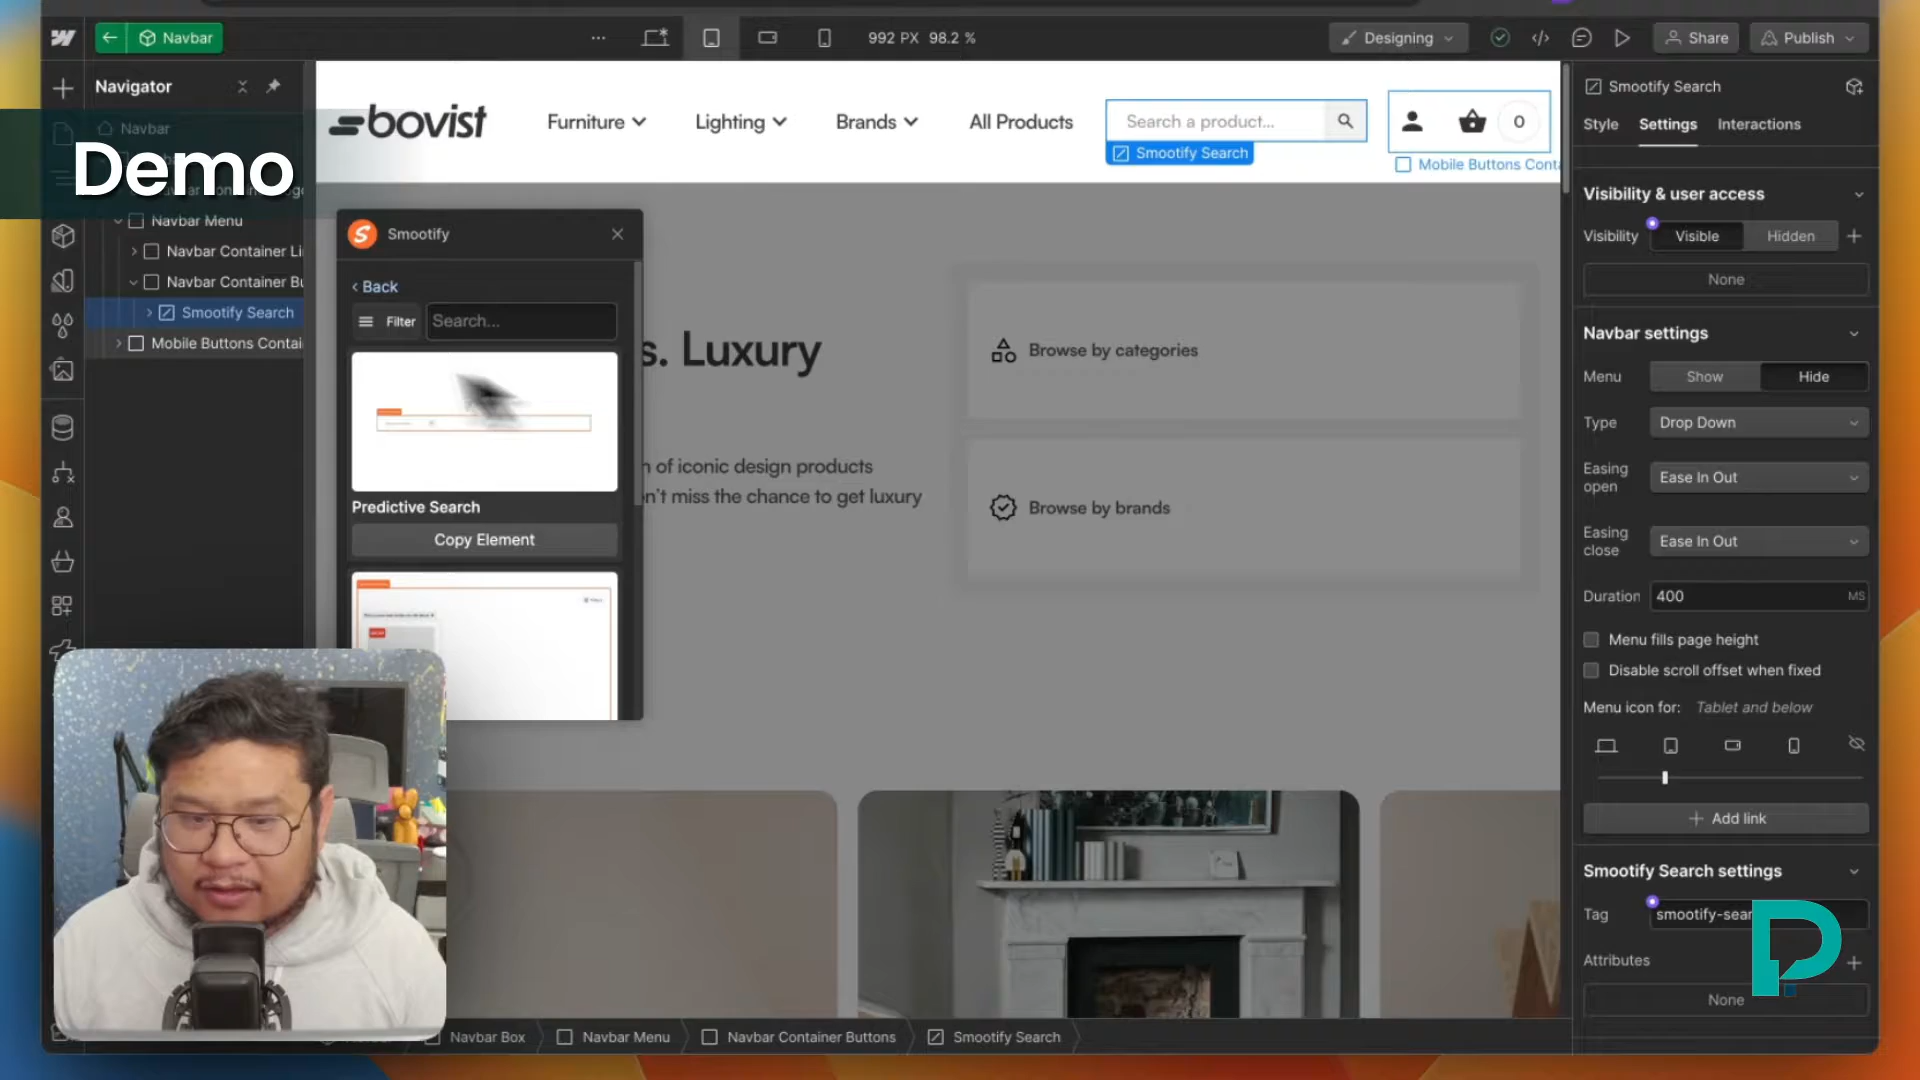 Navbar
992 PX 98.2 %
Designing
Share
Publish
Navigator
Navbar
Demo
Navbar Menu
Navbar Container Li
Navbar Container Bu
Smootify Search
Mobile Buttons Contai
bovist
Furniture
Lighting
Brands
All Products
Search a product...
0
Smootify Search
Mobile Buttons Conta
Smootify
Back
Filter
Search...
Predictive Search
Copy Element
s. Luxury
n of iconic design products
n't miss the chance to get luxury
Browse by categories
Browse by brands
Smootify Search
Style Settings Interactions
Visibility & user access
Visibility Visible Hidden
None
Navbar settings
Menu Show Hide
Type Drop Down
Easing open Ease In Out
Easing close Ease In Out
Duration 400 MS
Menu fills page height
Disable scroll offset when fixed
Menu icon for: Tablet and below
Add link
Smootify Search settings
Tag smootify-sear
Attributes
None
Navbar Box
Navbar Menu
Navbar Container Buttons
Smootify Search